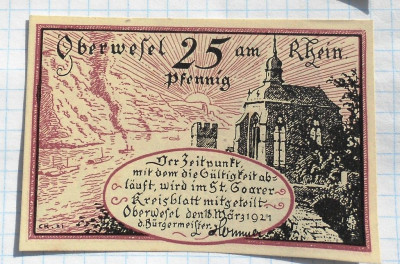 Oberwesel 25 am Rhein.
Pfennig
Der Zeitpunkt,
mit dem die Gültigkeit ab-
läuft, wird im St. Goarer
Kreisblatt mitgeteilt.
Oberwesel den 16. März 1921
d. Bürgermeister